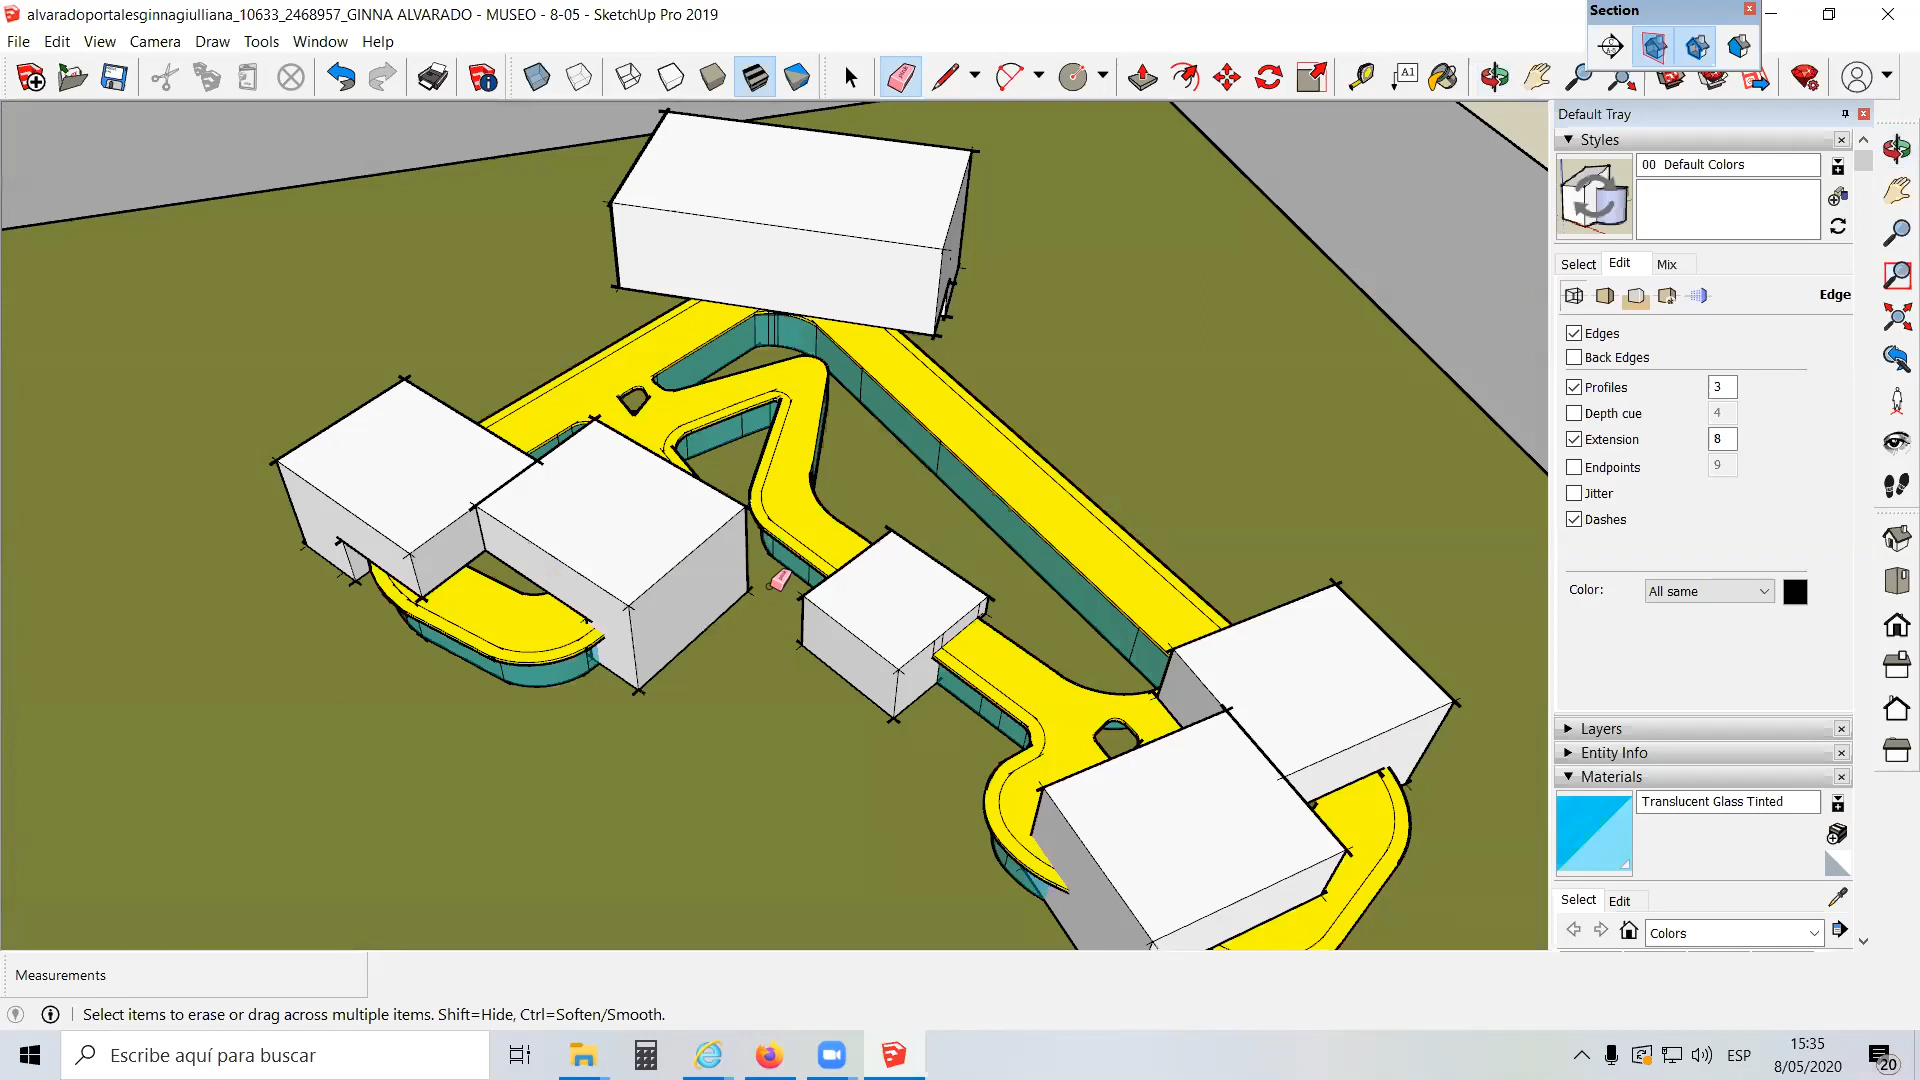 alvaradoportalesginnagiulliana_10633_2468957_GINNA ALVARADO - MUSEO - 8-05 - SketchUp Pro 2019
Section
File Edit View Camera Draw Tools Window Help
A1
Default Tray
Styles
00 Default Colors
Select Edit Mix
Edge
Edges
Back Edges
Profiles 3
Depth cue 4
Extension 8
Endpoints 9
Jitter
Dashes
Color: All same
Layers
Entity Info
Materials
Translucent Glass Tinted
Select Edit
Colors
Measurements
Select items to erase or drag across multiple items. Shift=Hide, Ctrl=Soften/Smooth.
Escribe aquí para buscar
ESP
15:35
8/05/2020
20